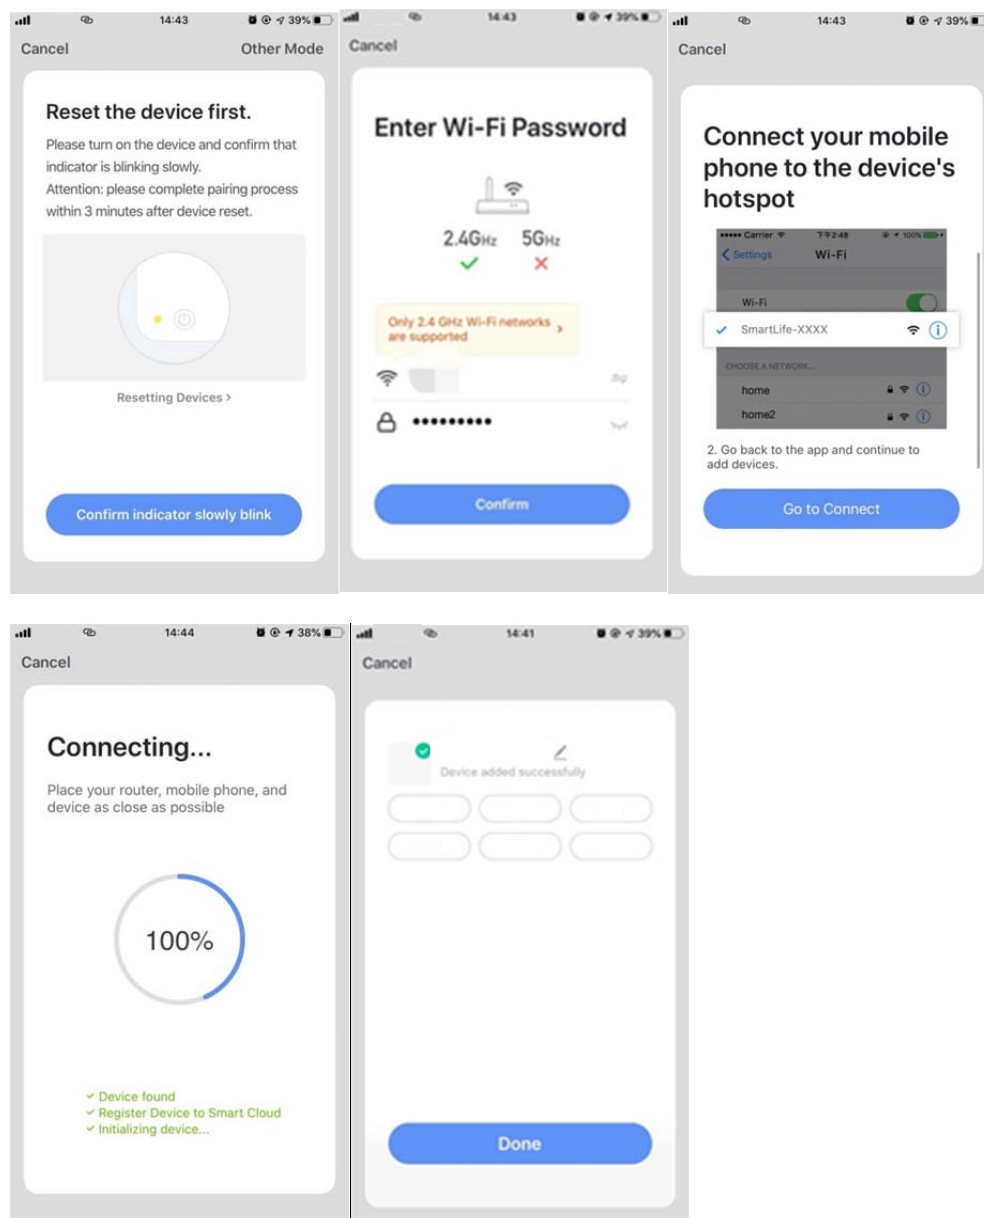 14:43
39%
Cancel
Other Mode
Reset the device first.
Please turn on the device and confirm that
indicator is blinking slowly.
Attention: please complete pairing process
within 3 minutes after device reset.
Resetting Devices >
Confirm indicator slowly blink
14:43
39%
Cancel
Enter Wi-Fi Password
2.4GHz 5GHz
Only 2.4 GHz Wi-Fi networks
are supported
•••••••••
Confirm
14:43
39%
Cancel
Connect your mobile
phone to the device's
hotspot
Carrier 下午2:48 100%
Settings Wi-Fi
Wi-Fi
SmartLife-XXXX
CHOOSE A NETWORK...
home
home2
2. Go back to the app and continue to
add devices.
Go to Connect
14:44
38%
Cancel
Connecting...
Place your router, mobile phone, and
device as close as possible
100%
Device found
Register Device to Smart Cloud
Initializing device...
14:41
39%
Cancel
Device added successfully
Done